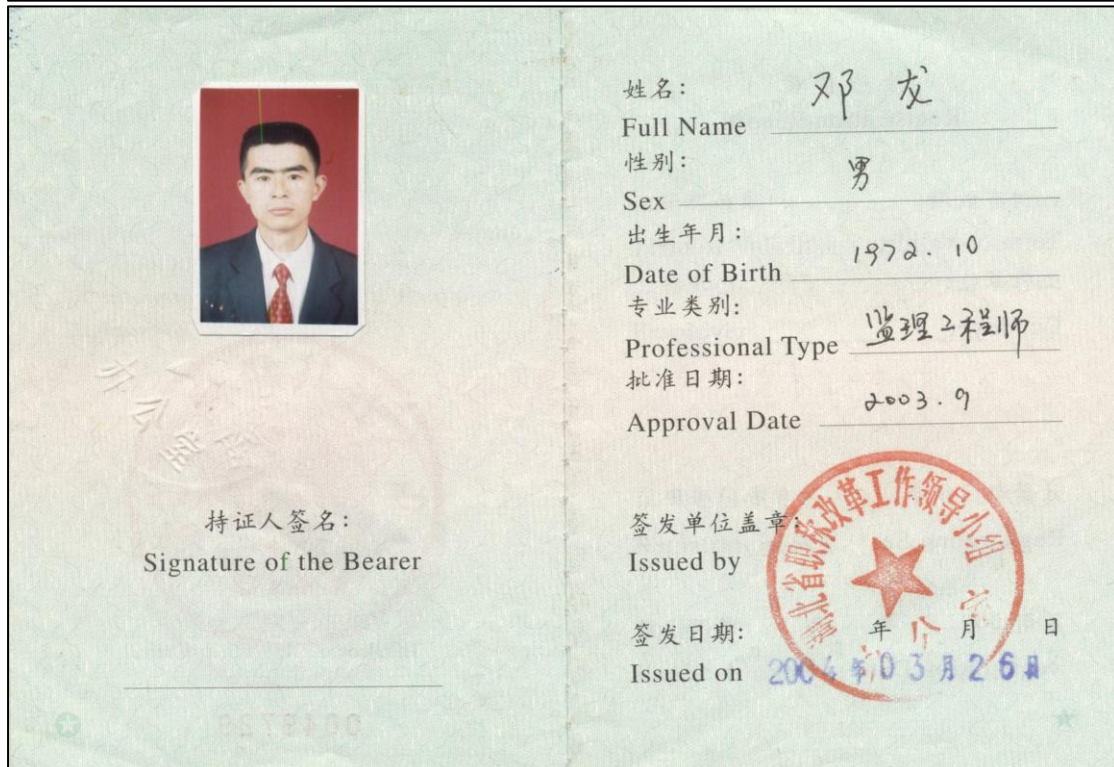 持证人签名:
Signature of the Bearer
姓名: 邓 龙
Full Name
性别: 男
Sex
出生年月: 1972.10
Date of Birth
专业类别: 监理工程师
Professional Type
批准日期: 2003.9
Approval Date
签发单位盖章:
Issued by
湖北省职称改革工作领导小组
办公室
签发日期: 年 月 日
Issued on 2004年03月26日